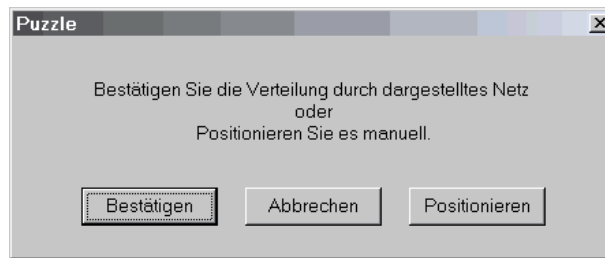 Puzzle
Bestätigen Sie die Verteilung durch dargestelltes Netz
oder
Positionieren Sie es manuell.
Bestätigen Abbrechen Positionieren